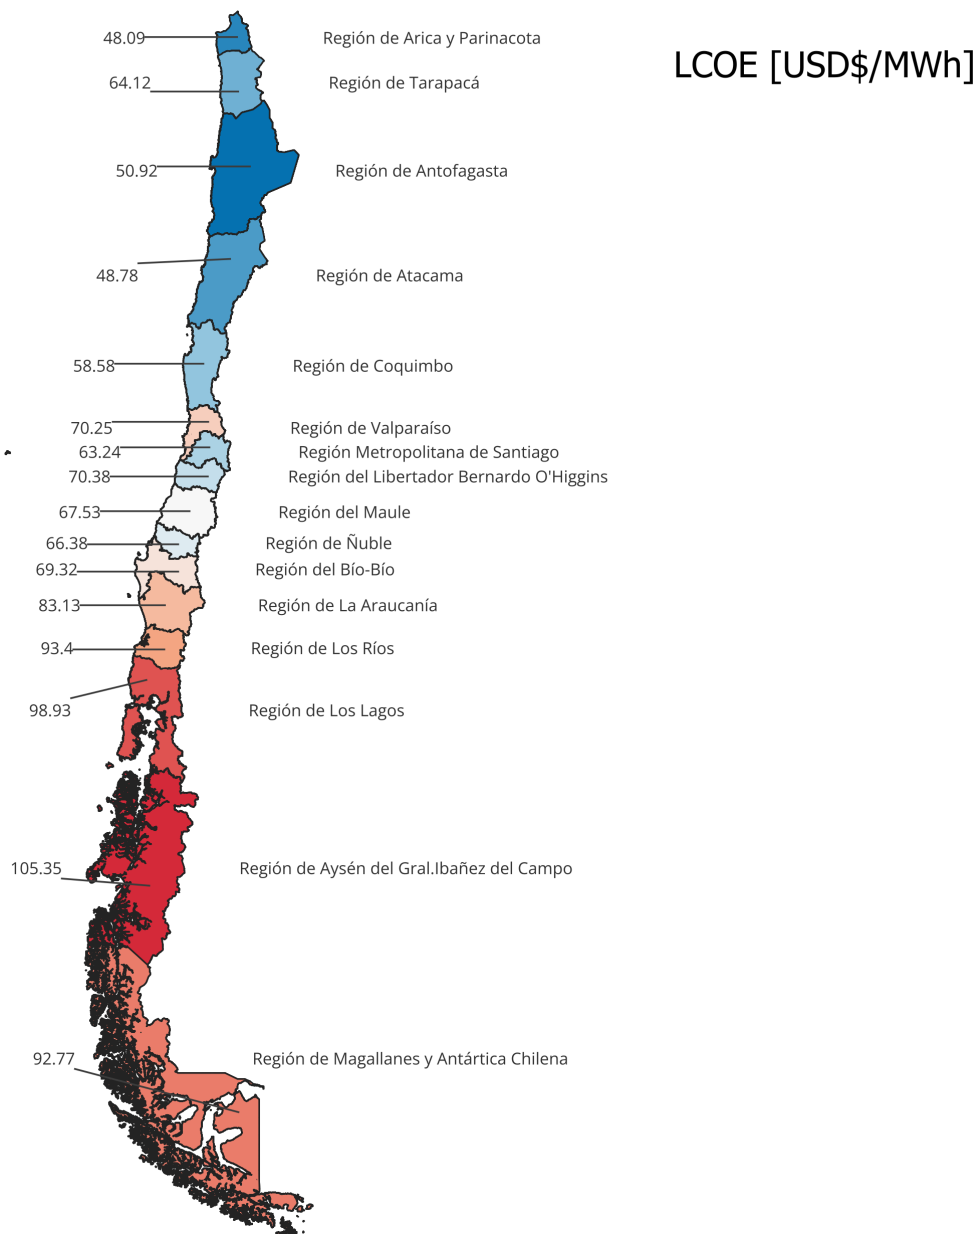 LCOE [USD$/MWh]
48.09 Región de Arica y Parinacota
64.12 Región de Tarapacá
50.92 Región de Antofagasta
48.78 Región de Atacama
58.58 Región de Coquimbo
70.25 Región de Valparaíso
63.24 Región Metropolitana de Santiago
70.38 Región del Libertador Bernardo O'Higgins
67.53 Región del Maule
66.38 Región de Ñuble
69.32 Región del Bío-Bío
83.13 Región de La Araucanía
93.4 Región de Los Ríos
98.93 Región de Los Lagos
105.35 Región de Aysén del Gral.Ibañez del Campo
92.77 Región de Magallanes y Antártica Chilena